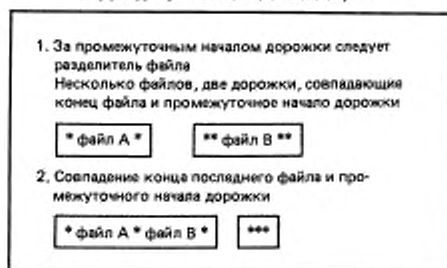 1. За промежуточным началом дорожки следует
разделитель файла
Несколько файлов, две дорожки, совпадающие
конец файла и промежуточное начало дорожки
* файл А * ** файл В **
2. Совпадение конца последнего файла и про-
межуточного начала дорожки
* файл А * файл В * ***